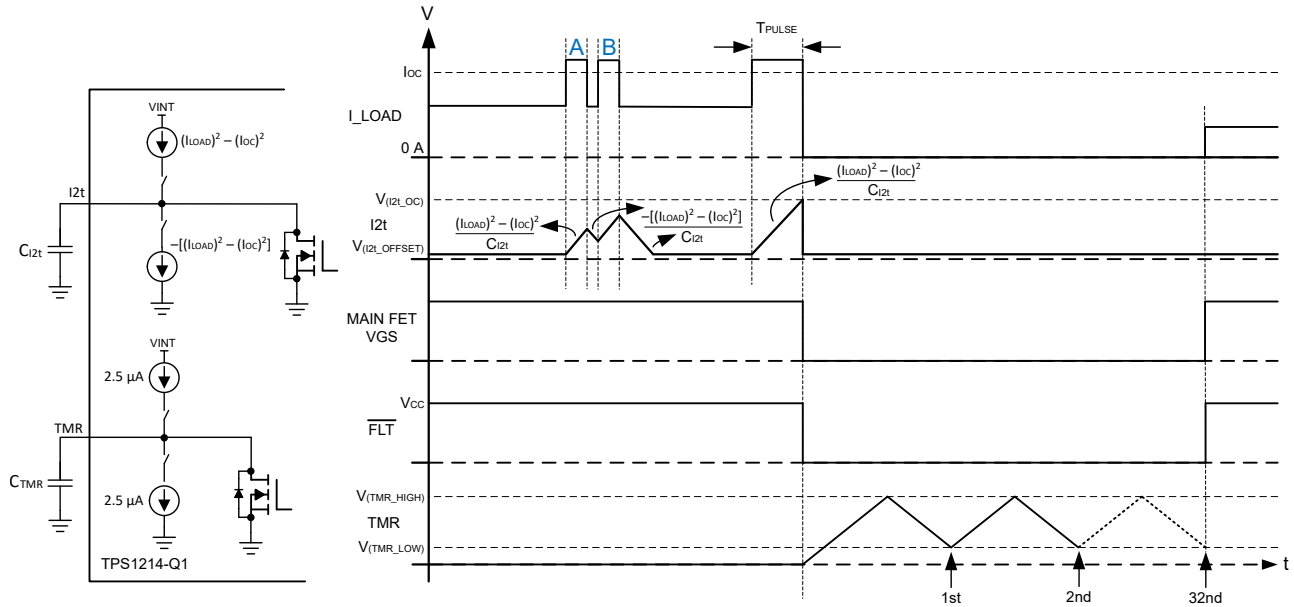 VINT
(ILOAD)² – (IOC)²
I2t
CI2t
–[(ILOAD)² – (IOC)²]
VINT
2.5 µA
TMR
CTMR
2.5 µA
TPS1214-Q1
V
A
B
TPULSE
IOC
I_LOAD
0 A
V(I2t_OC)
I2t
V(I2t_OFFSET)
(ILOAD)² – (IOC)²
CI2t
–[(ILOAD)² – (IOC)²]
CI2t
(ILOAD)² – (IOC)²
CI2t
MAIN FET
VGS
VCC
FLT
V(TMR_HIGH)
TMR
V(TMR_LOW)
t
1st
2nd
32nd